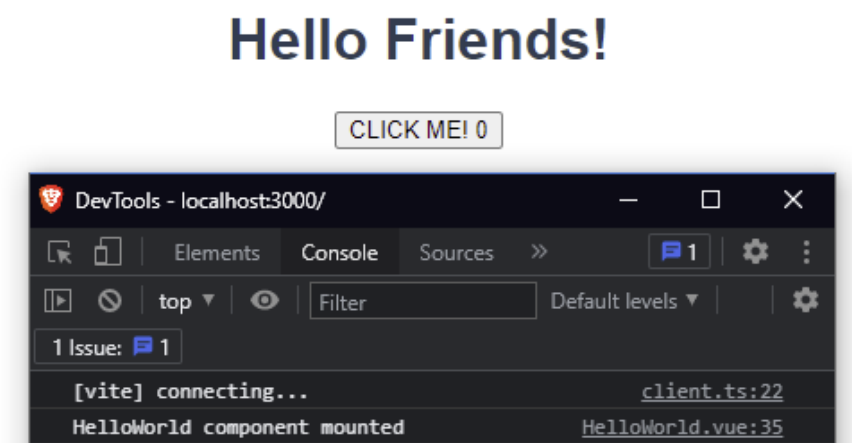 Hello Friends!
CLICK ME! 0
DevTools - localhost:3000/
Elements Console Sources 1
top Filter Default levels
1 Issue: 1
[vite] connecting... client.ts:22
HelloWorld component mounted HelloWorld.vue:35